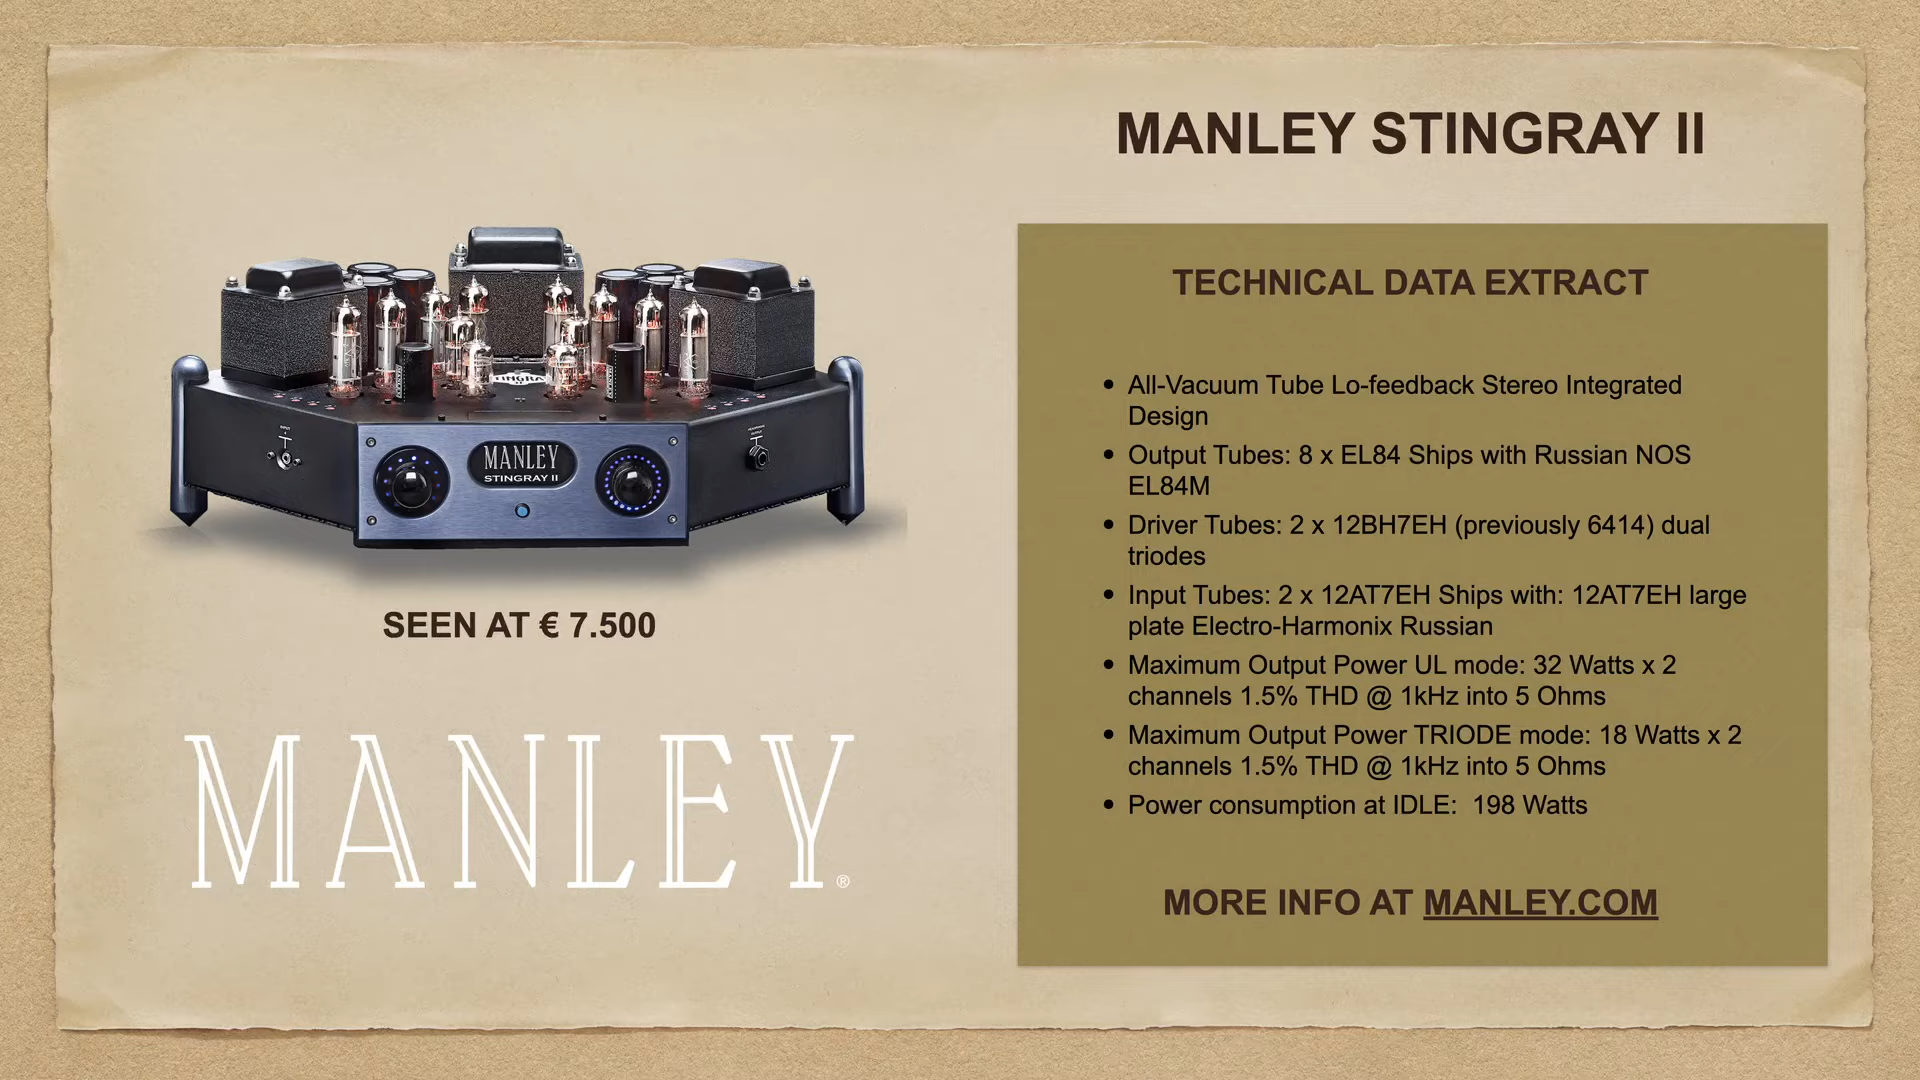 MANLEY STINGRAY II
TECHNICAL DATA EXTRACT
• All-Vacuum Tube Lo-feedback Stereo Integrated
Design
• Output Tubes: 8 x EL84 Ships with Russian NOS
EL84M
• Driver Tubes: 2 x 12BH7EH (previously 6414) dual
triodes
• Input Tubes: 2 x 12AT7EH Ships with: 12AT7EH large
plate Electro-Harmonix Russian
• Maximum Output Power UL mode: 32 Watts x 2
channels 1.5% THD @ 1kHz into 5 Ohms
• Maximum Output Power TRIODE mode: 18 Watts x 2
channels 1.5% THD @ 1kHz into 5 Ohms
• Power consumption at IDLE:  198 Watts
MORE INFO AT MANLEY.COM
MANLEY
STINGRAY II
SEEN AT € 7.500
MANLEY®